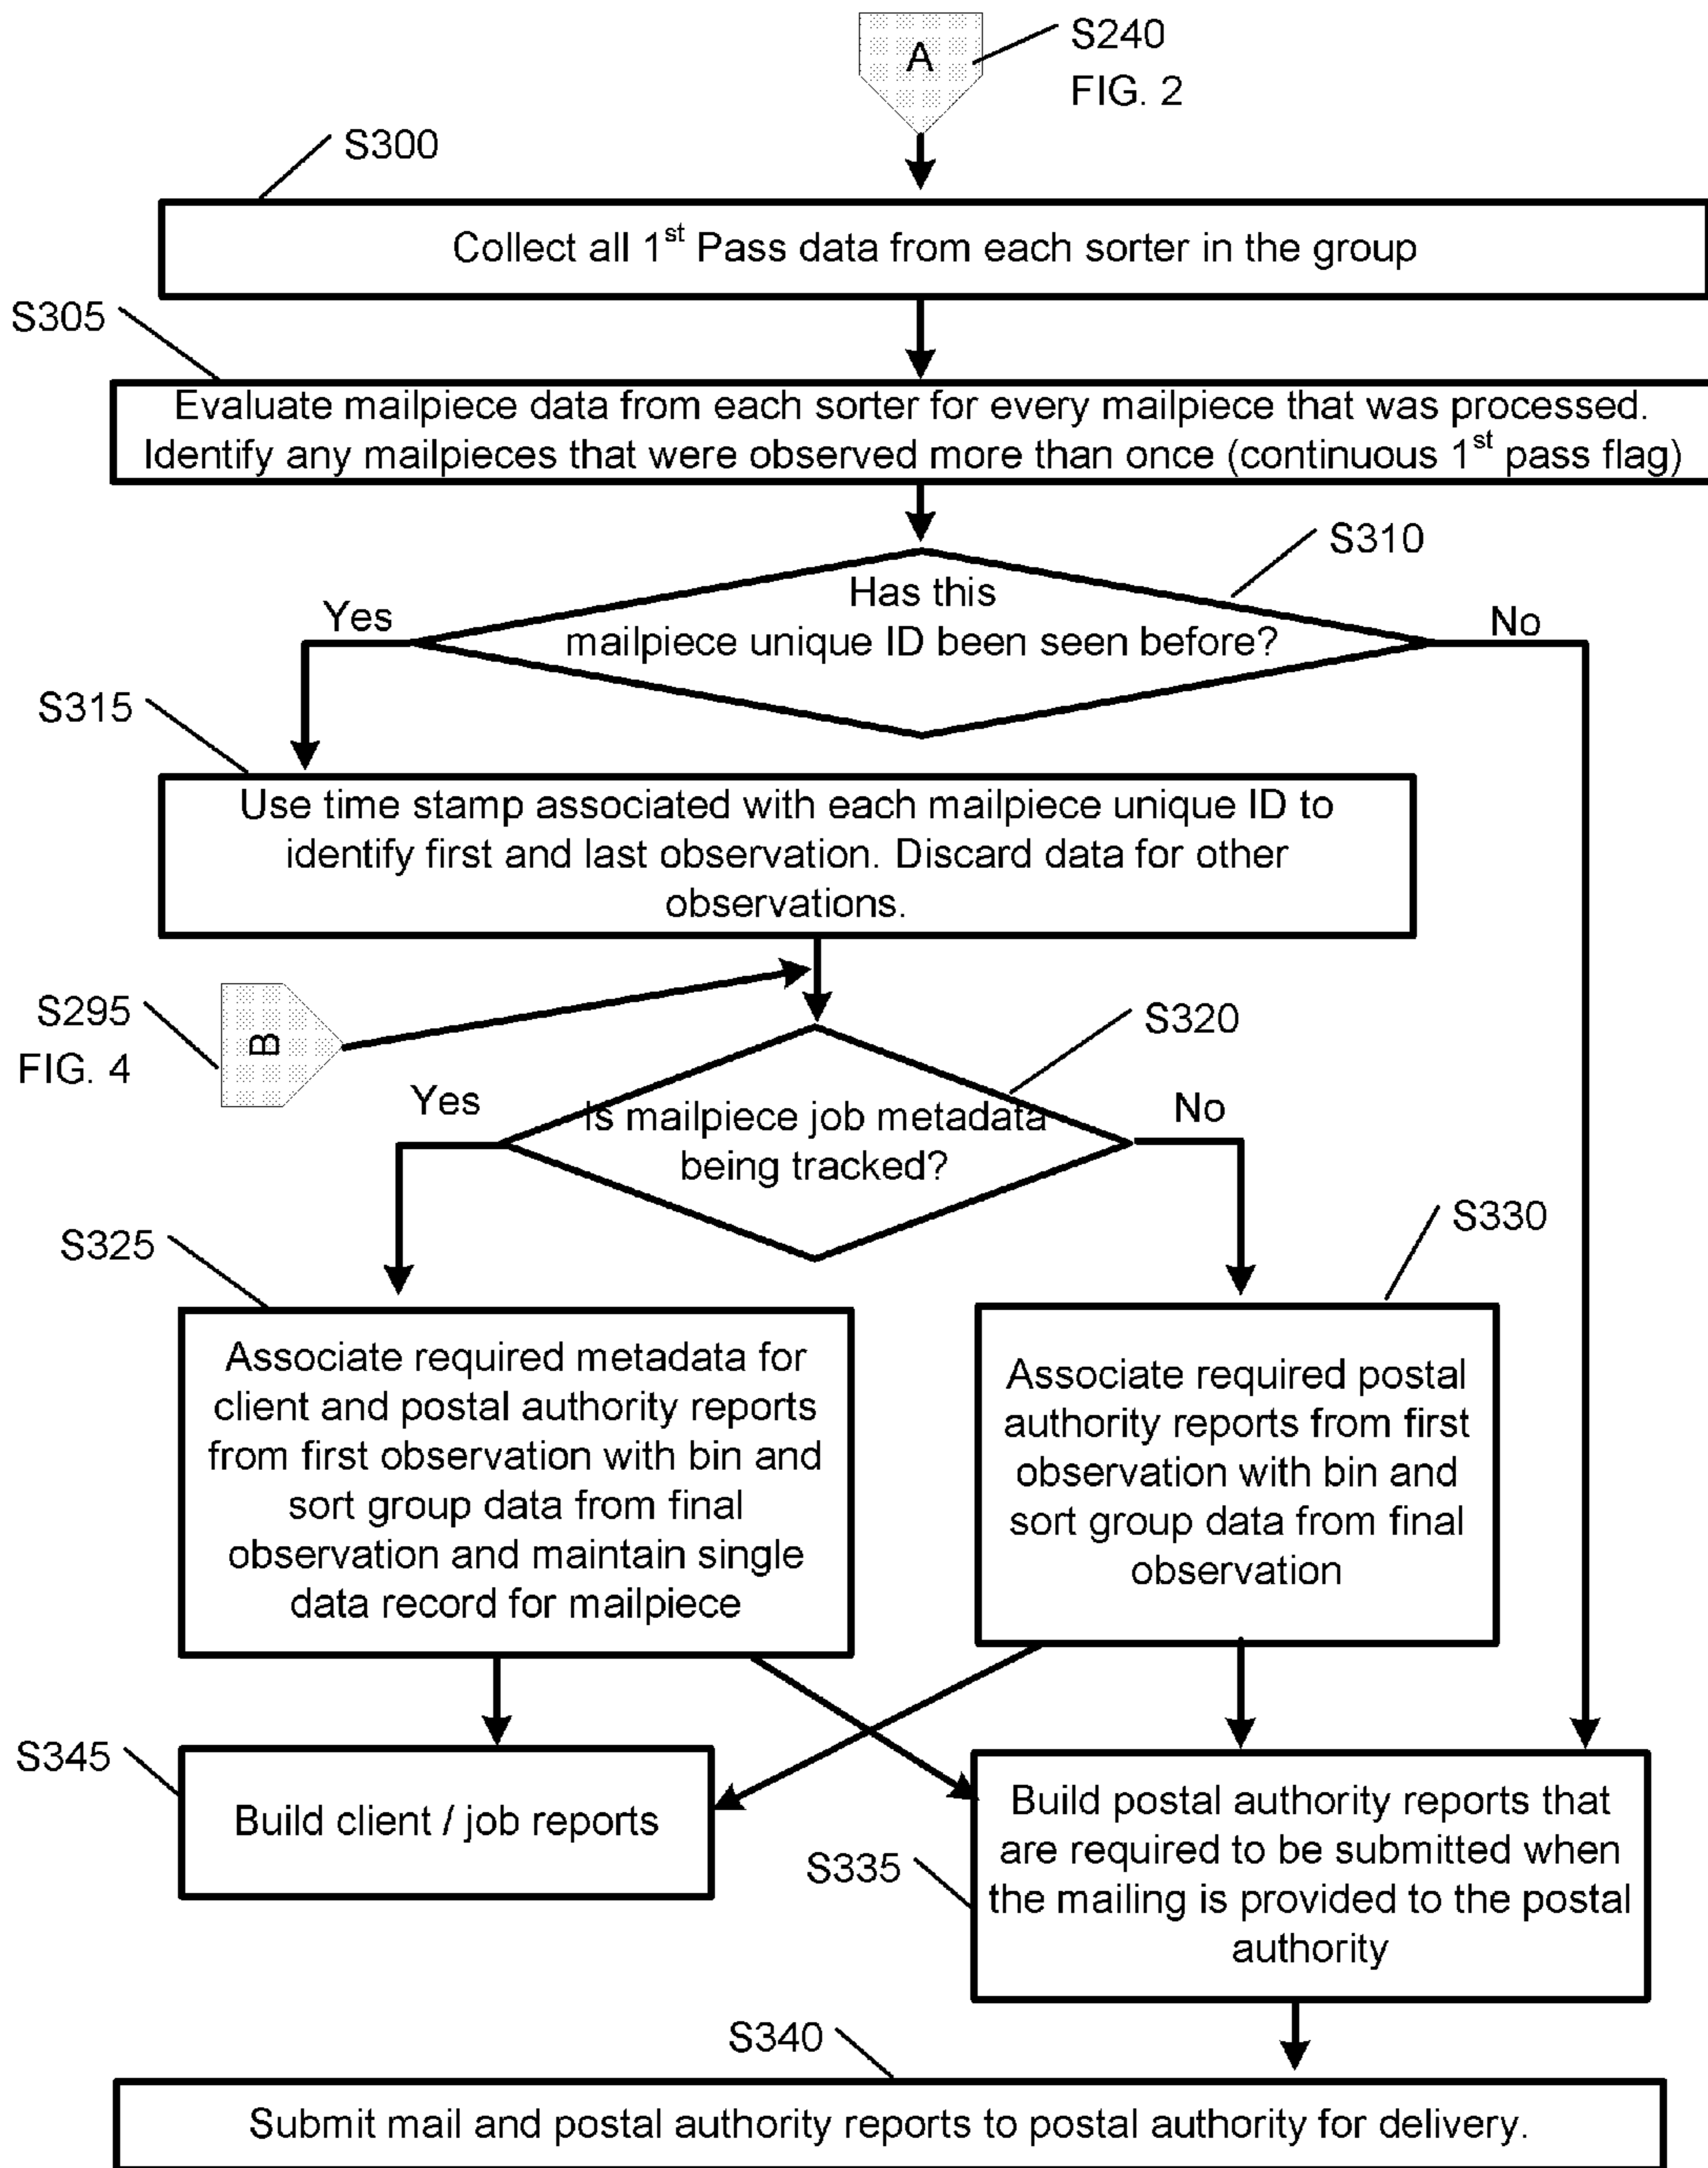 A
S240
FIG. 2
S300
Collect all 1st Pass data from each sorter in the group
S305
Evaluate mailpiece data from each sorter for every mailpiece that was processed.
Identify any mailpieces that were observed more than once (continuous 1st pass flag)
S310
Has this
mailpiece unique ID been seen before?
Yes
No
S315
Use time stamp associated with each mailpiece unique ID to
identify first and last observation. Discard data for other
observations.
S295
FIG. 4
B
S320
Is mailpiece job metadata
being tracked?
Yes
No
S325
Associate required metadata for
client and postal authority reports
from first observation with bin and
sort group data from final
observation and maintain single
data record for mailpiece
S330
Associate required postal
authority reports from first
observation with bin and
sort group data from final
observation
S345
Build client / job reports
S335
Build postal authority reports that
are required to be submitted when
the mailing is provided to the postal
authority
S340
Submit mail and postal authority reports to postal authority for delivery.